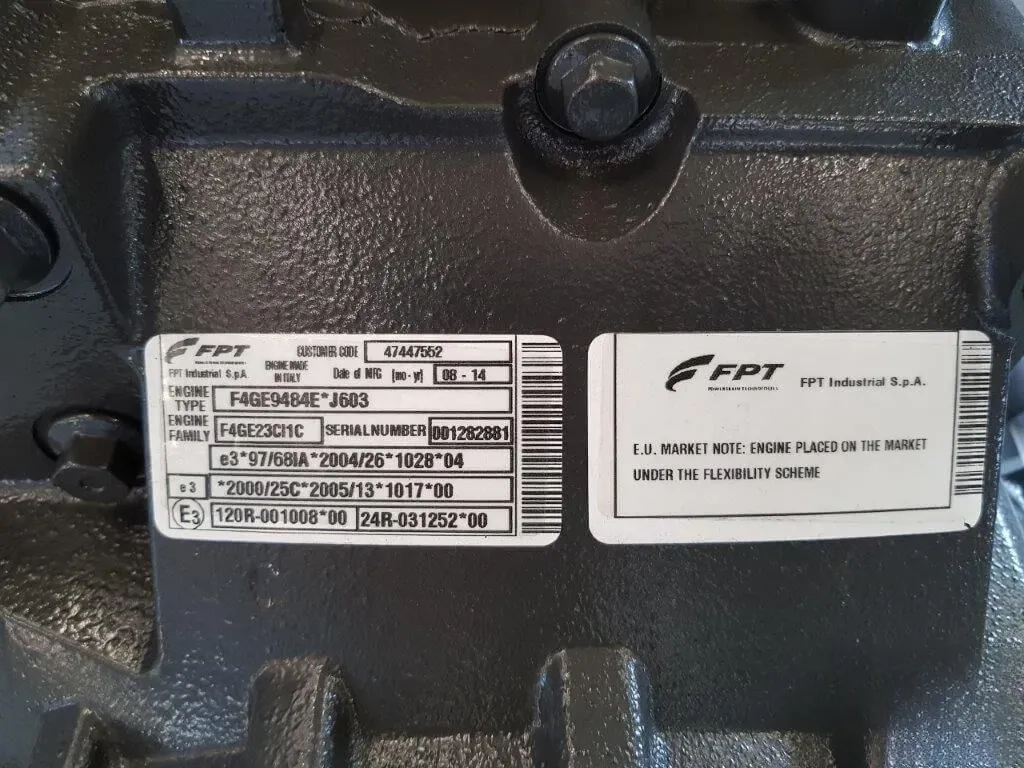 FPT
CUSTOMER CODE 47447552
FPT Industrial S.p.A. ENGINE MADE IN ITALY Date of MFG (mo - yr) 08 - 14
ENGINE TYPE F4GE9484E*J603
ENGINE FAMILY F4GE23CI1C SERIAL NUMBER 001282881
e3*97/68IA*2004/26*1028*04
e3 *2000/25C*2005/13*1017*00
E3 120R-001008*00 24R-031252*00
FPT
POWERTRAIN TECHNOLOGIES
FPT Industrial S.p.A.
E.U. MARKET NOTE: ENGINE PLACED ON THE MARKET
UNDER THE FLEXIBILITY SCHEME